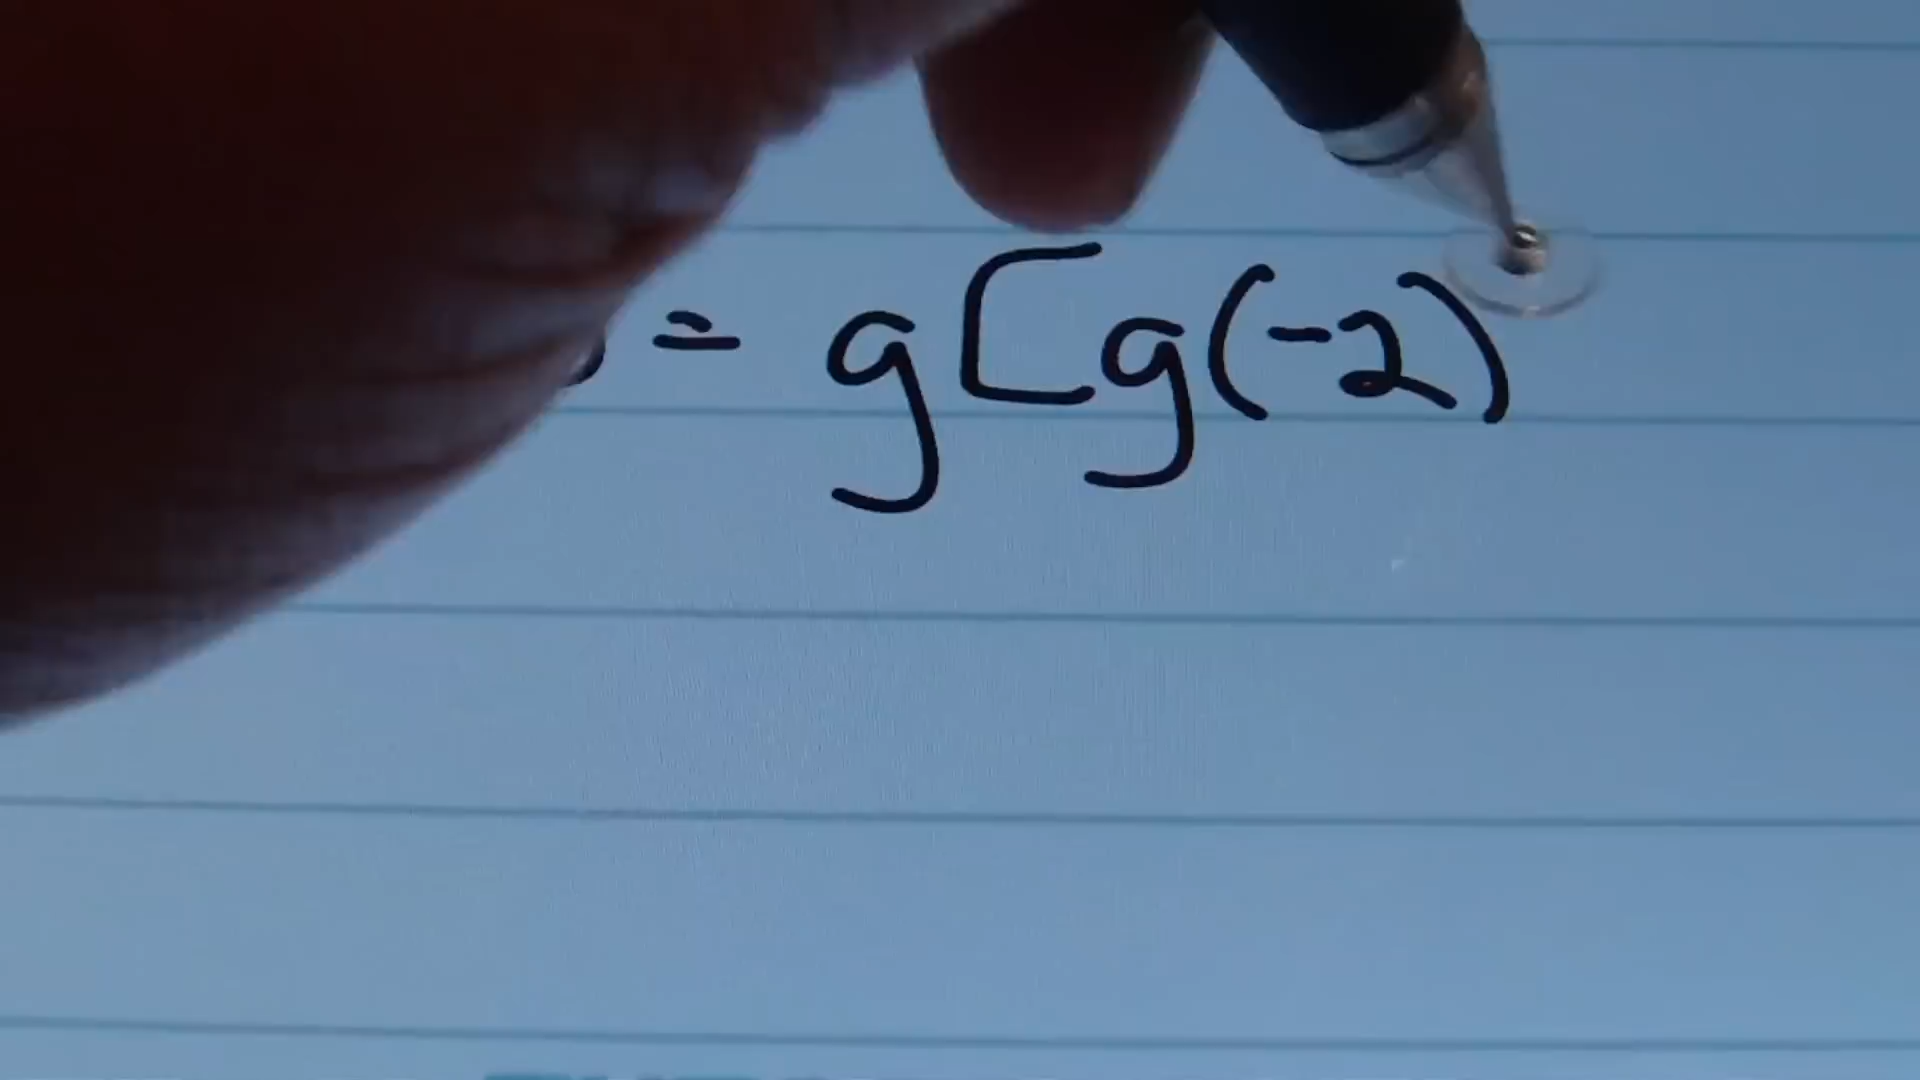 = g[g(-2)